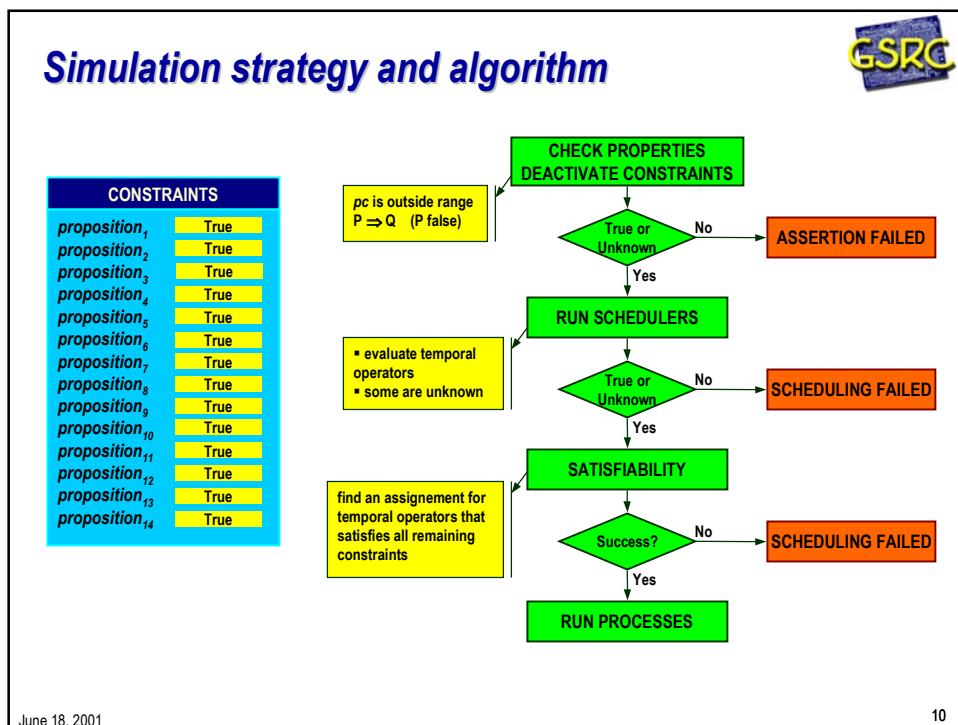 Simulation strategy and algorithm
GSRC
CONSTRAINTS
proposition1 True
proposition2 True
proposition3 True
proposition4 True
proposition5 True
proposition6 True
proposition7 True
proposition8 True
proposition9 True
proposition10 True
proposition11 True
proposition12 True
proposition13 True
proposition14 True
CHECK PROPERTIES
DEACTIVATE CONSTRAINTS
pc is outside range
P ⇒ Q (P false)
True or
Unknown
No
ASSERTION FAILED
Yes
RUN SCHEDULERS
▪ evaluate temporal
operators
▪ some are unknown
True or
Unknown
No
SCHEDULING FAILED
Yes
SATISFIABILITY
find an assignement for
temporal operators that
satisfies all remaining
constraints
Success?
No
SCHEDULING FAILED
Yes
RUN PROCESSES
June 18, 2001
10